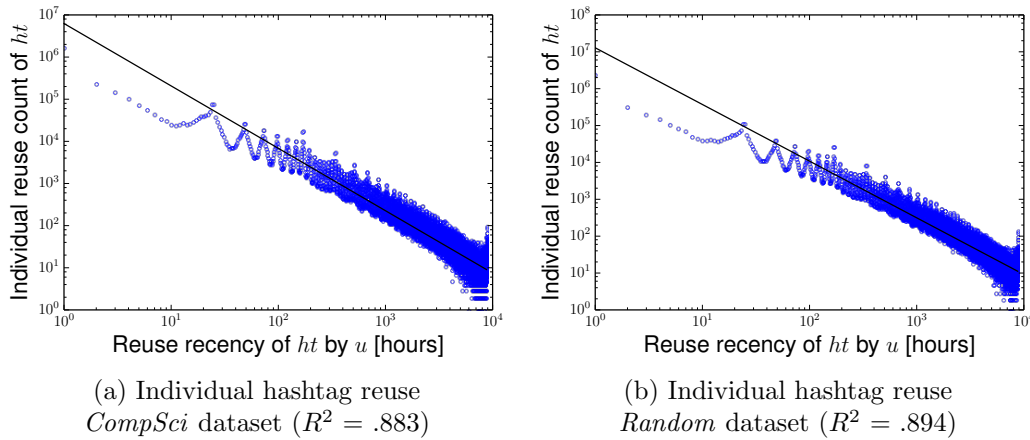 10^7
10^6
10^5
10^4
10^3
10^2
10^1
10^0
Individual reuse count of ht
10^0 10^1 10^2 10^3 10^4
Reuse recency of ht by u [hours]
(a) Individual hashtag reuse
CompSci dataset (R^2 = .883)
10^8
10^7
10^6
10^5
10^4
10^3
10^2
10^1
10^0
Individual reuse count of ht
10^0 10^1 10^2 10^3 10^4
Reuse recency of ht by u [hours]
(b) Individual hashtag reuse
Random dataset (R^2 = .894)